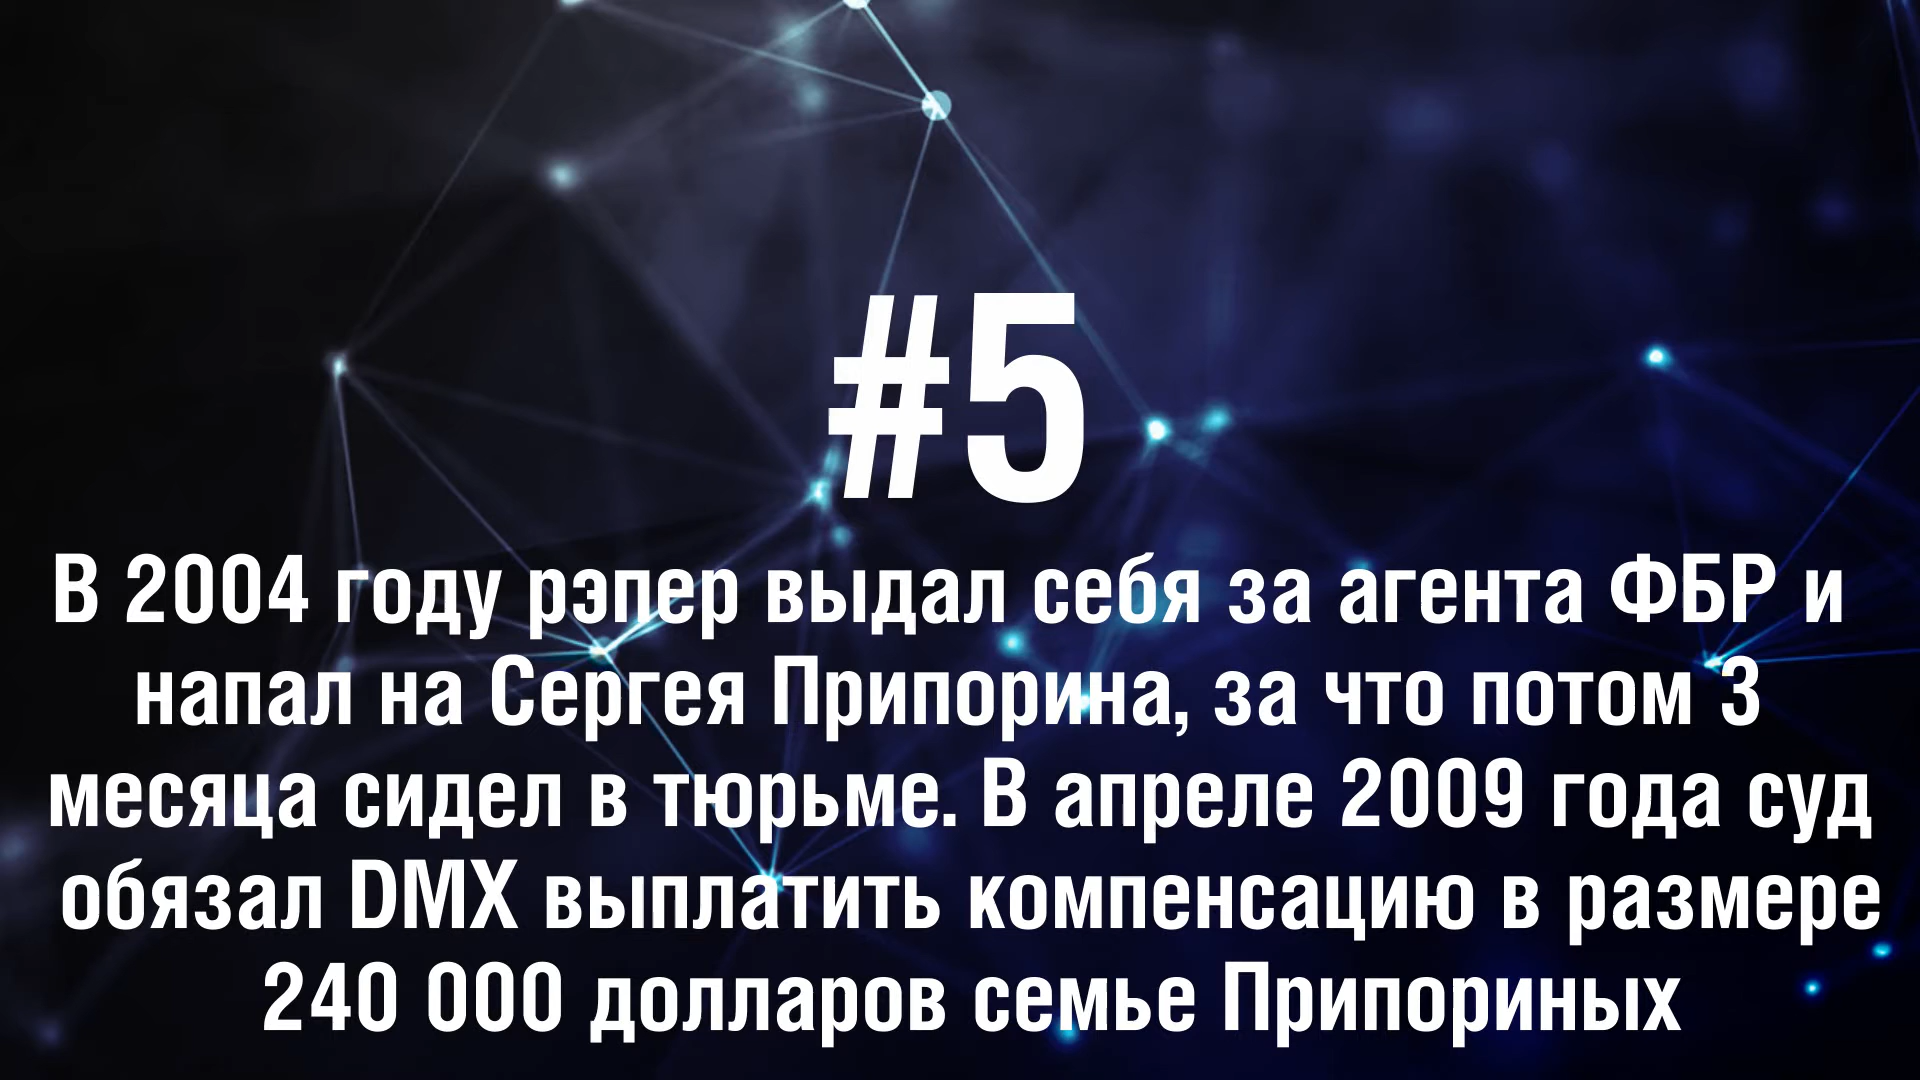 #5
В 2004 году рэпер выдал себя за агента ФБР и
напал на Сергея Припорина, за что потом 3
месяца сидел в тюрьме. В апреле 2009 года суд
обязал DMX выплатить компенсацию в размере
240 000 долларов семье Припориных